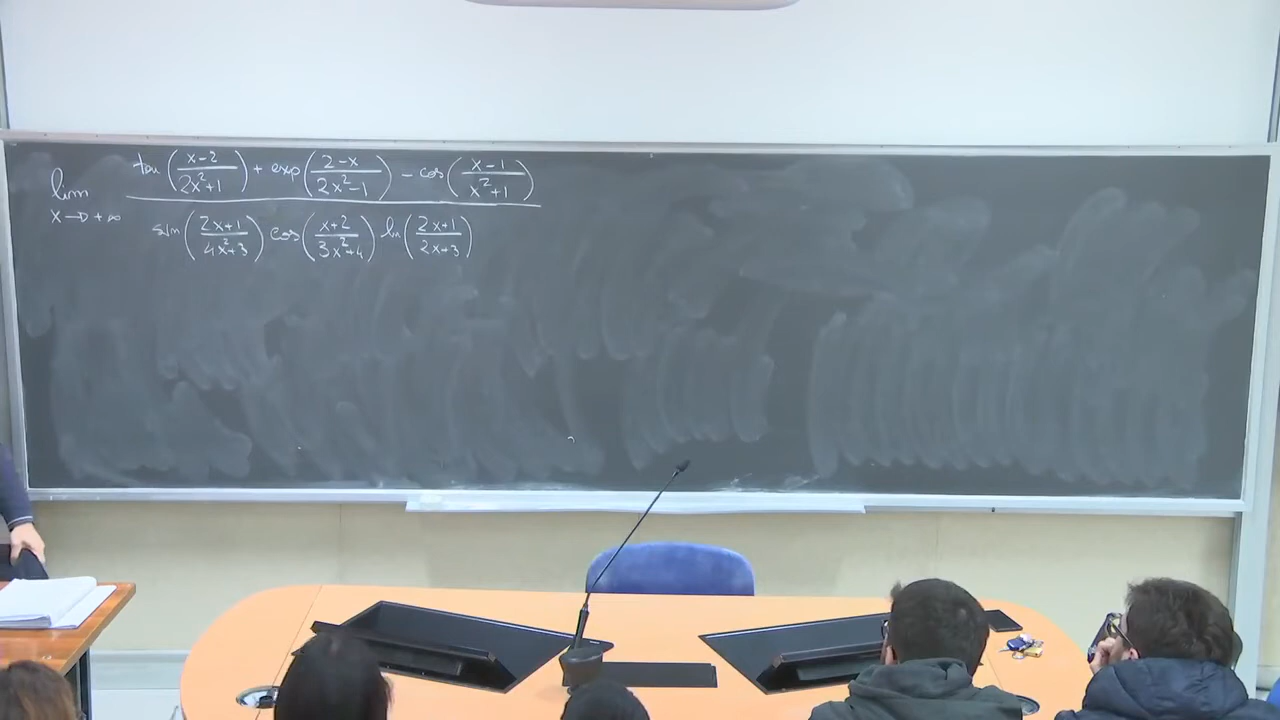 lim x→+∞ (tan((x-2)/(2x²+1)) + exp((2-x)/(2x²-1)) - cos((x-1)/(x²+1))) / (sin((2x+1)/(4x²+3)) cos((x+2)/(3x²+4)) ln((2x+1)/(2x+3)))